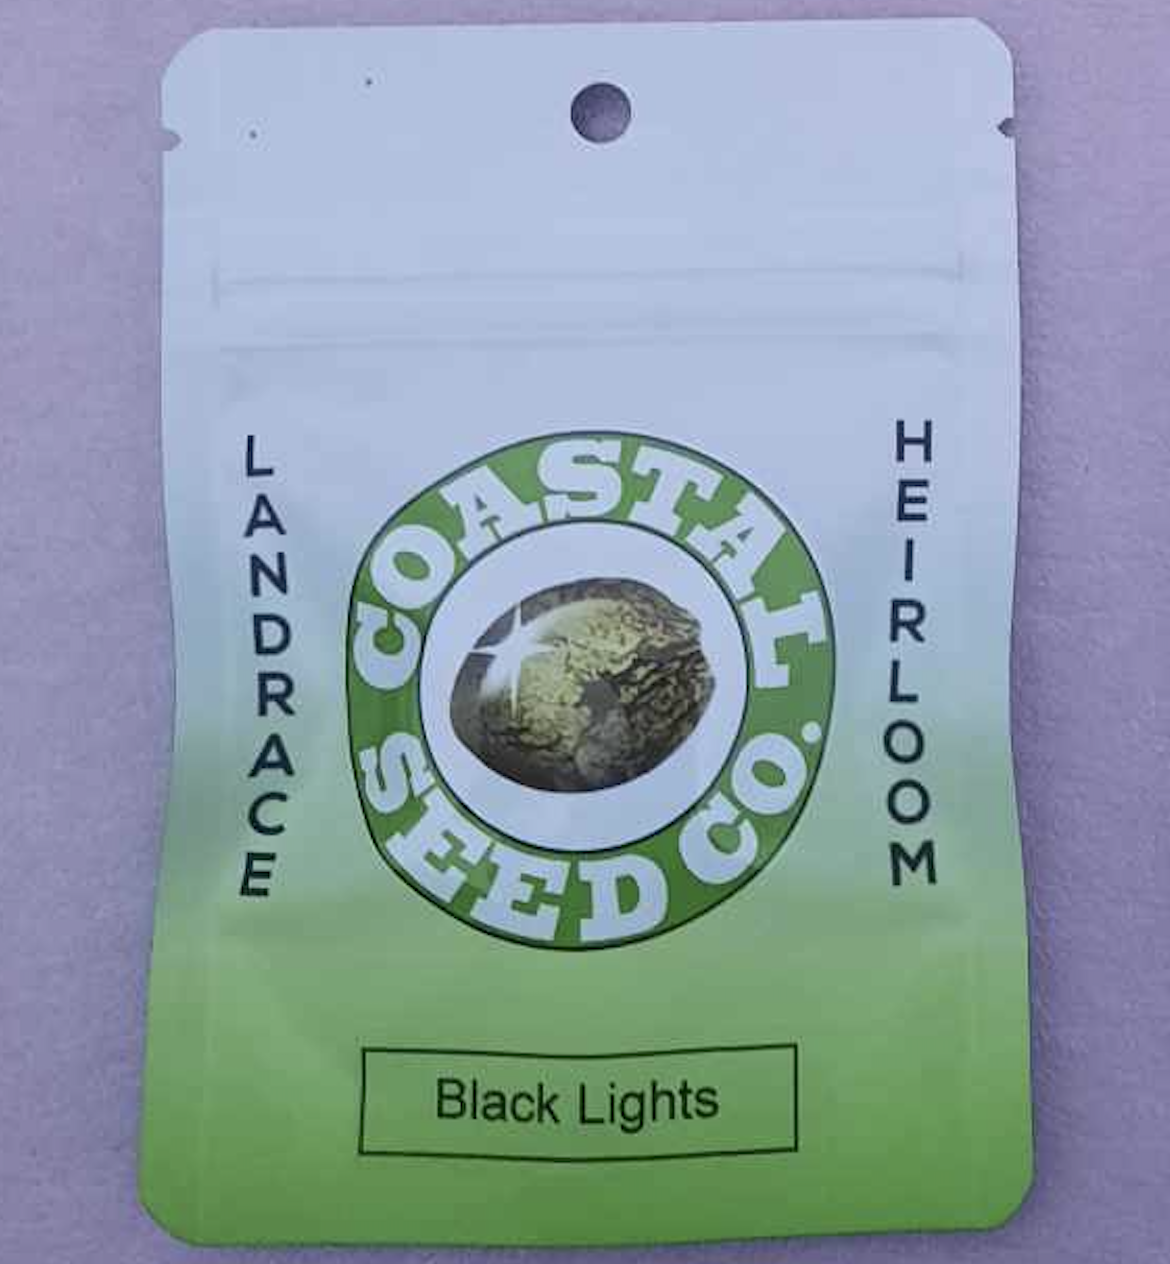 LANDRACE
COASTAL
SEED CO.
HEIRLOOM
Black Lights